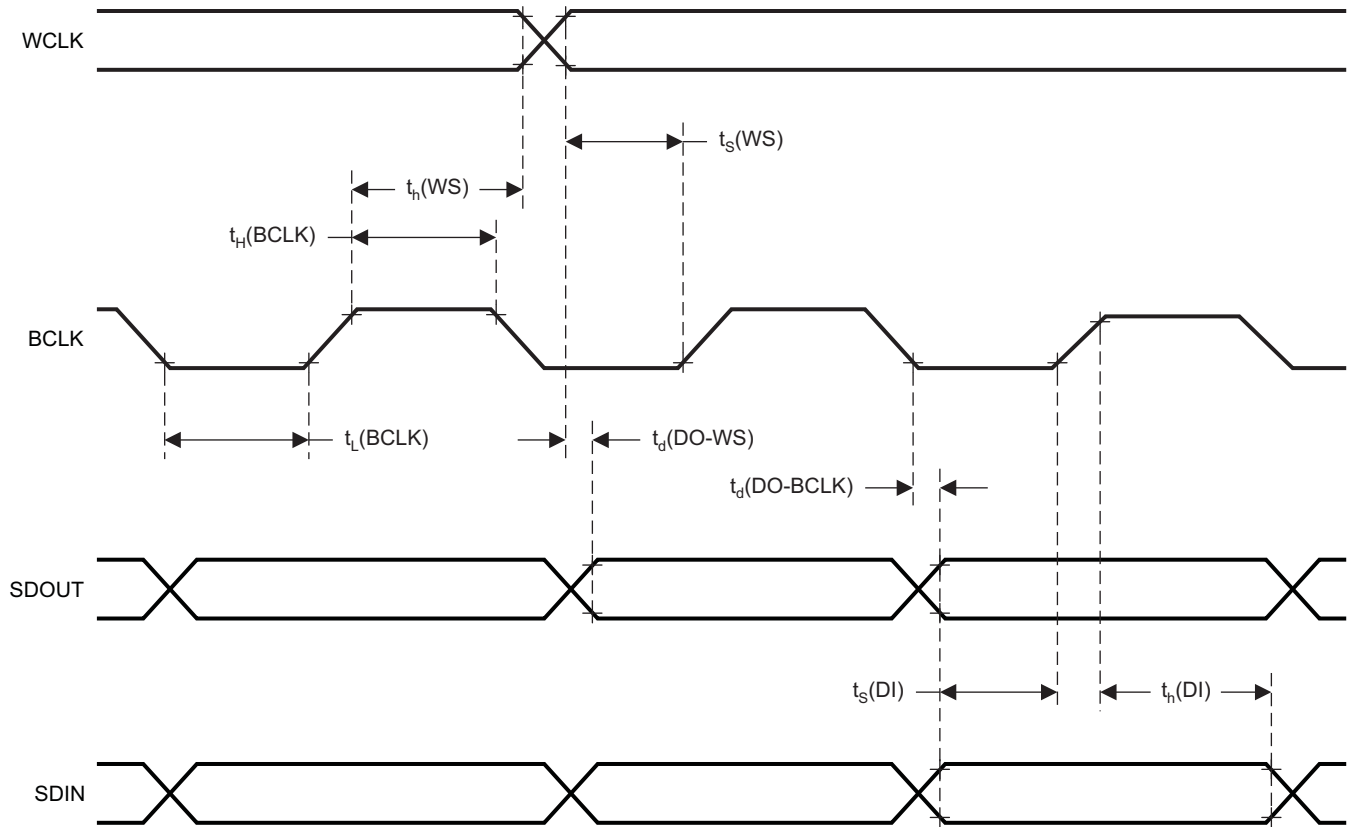 WCLK
tS(WS)
th(WS)
tH(BCLK)
BCLK
tL(BCLK)
td(DO-WS)
td(DO-BCLK)
SDOUT
tS(DI)
th(DI)
SDIN